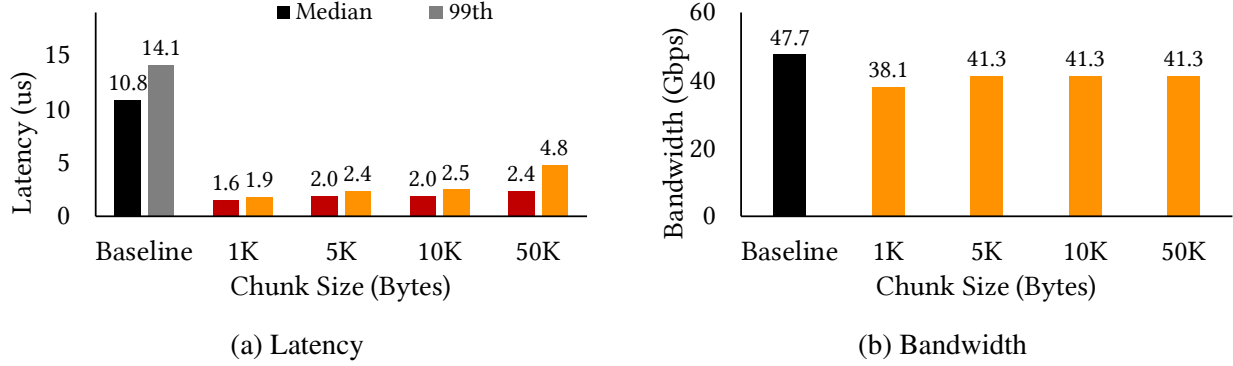 Median 99th
Latency (us)
15
10
5
0
10.8 14.1
1.6 1.9
2.0 2.4
2.0 2.5
2.4 4.8
Baseline 1K 5K 10K 50K
Chunk Size (Bytes)
(a) Latency
Bandwidth (Gbps)
60
40
20
0
47.7 38.1 41.3 41.3 41.3
Baseline 1K 5K 10K 50K
Chunk Size (Bytes)
(b) Bandwidth